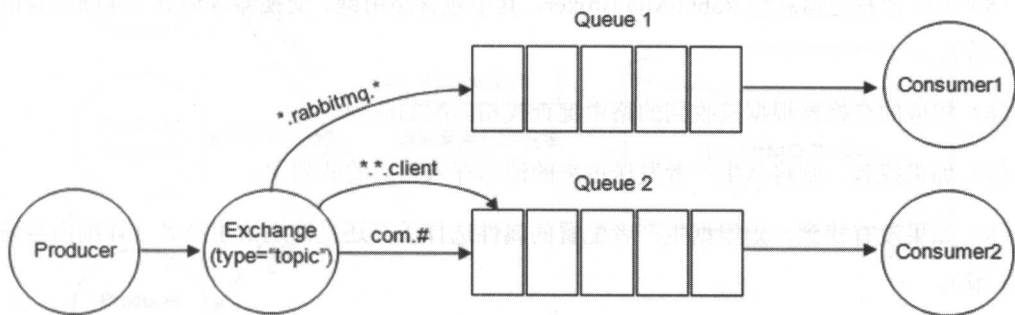 Queue 1
*.rabbitmq.*
Consumer1
*.*.client
Queue 2
Producer
Exchange
(type="topic")
com.#
Consumer2